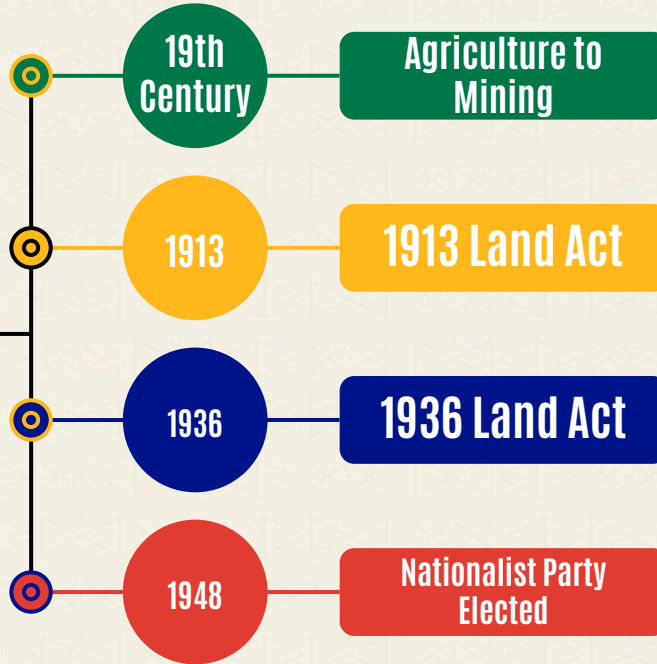 19th
Century
Agriculture to
Mining
1913
1913 Land Act
1936
1936 Land Act
1948
Nationalist Party
Elected